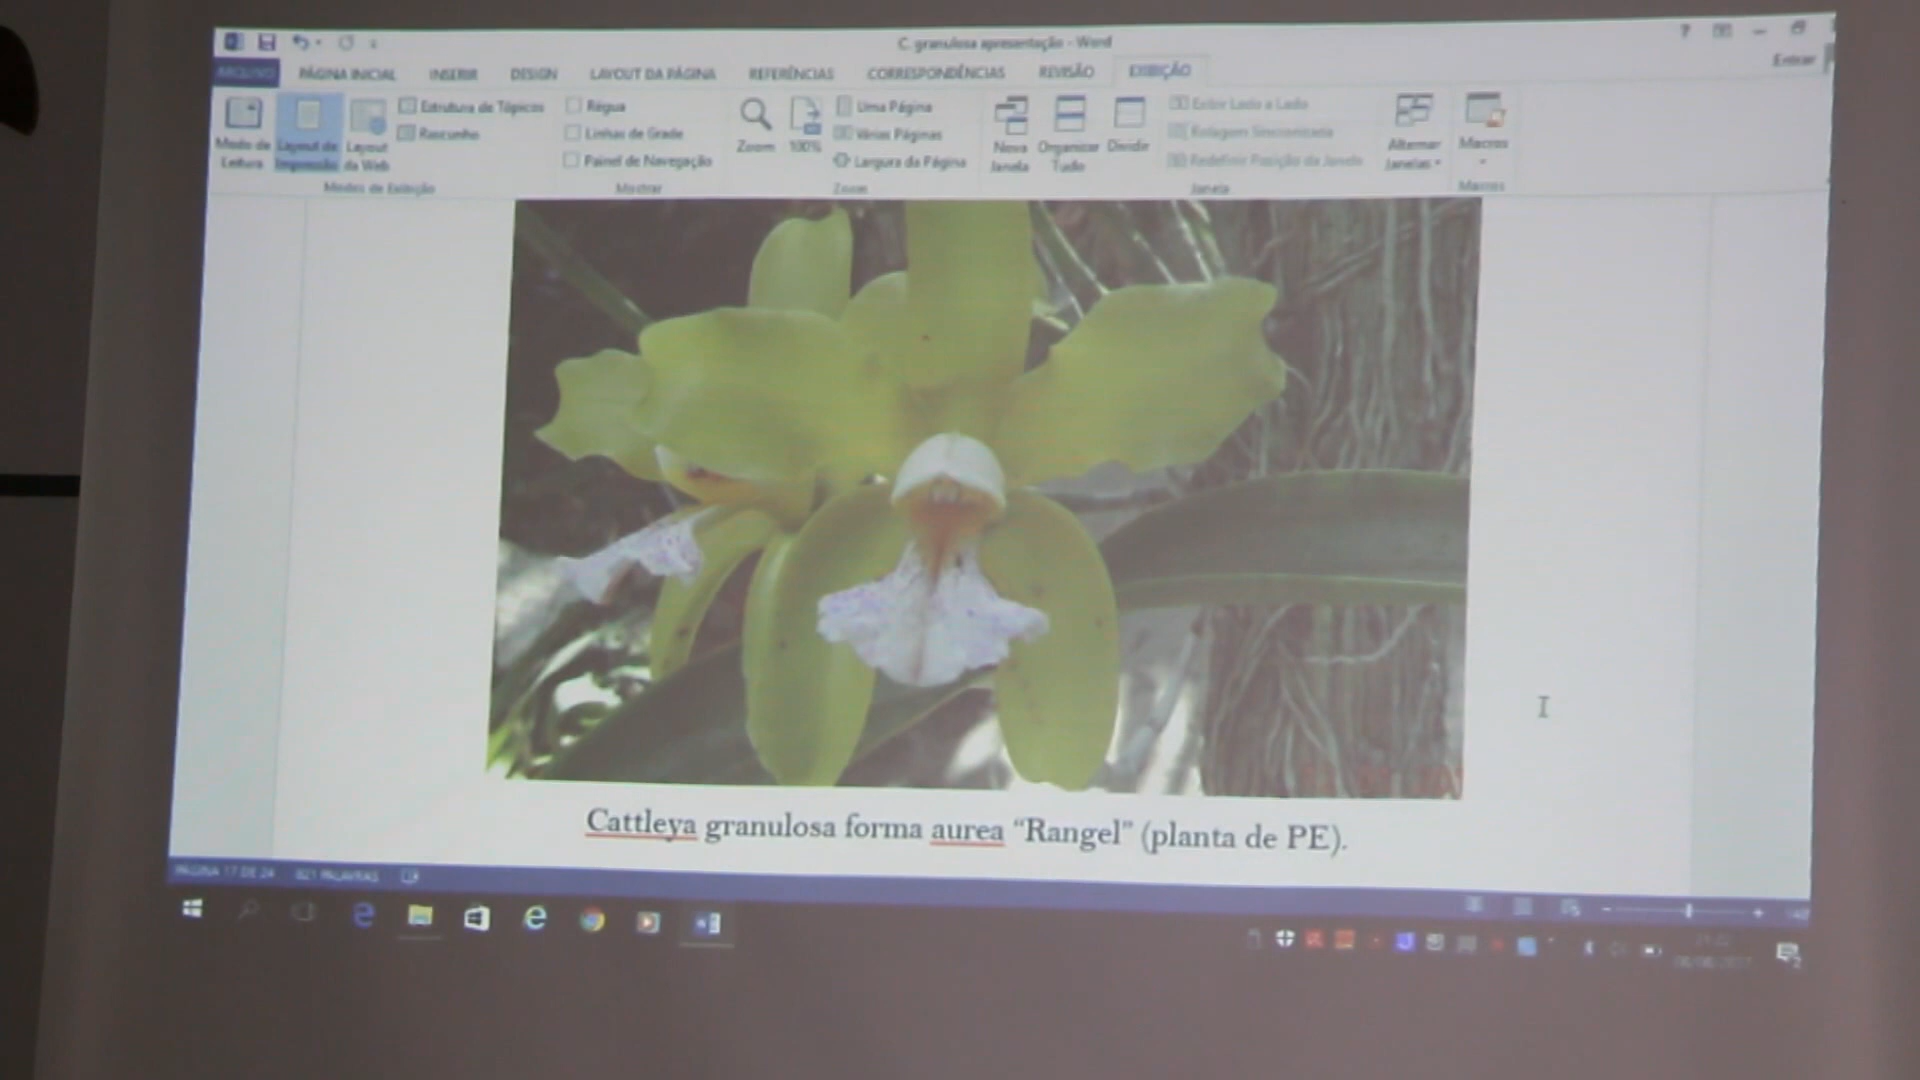 C. granulosa apresentação - Word
ARQUIVO PÁGINA INICIAL INSERIR DESIGN LAYOUT DA PÁGINA REFERÊNCIAS CORRESPONDÊNCIAS REVISÃO EXIBIÇÃO Entrar
Modo de Leitura
Layout de Impressão
Layout da Web
Estrutura de Tópicos
Rascunho
Modos de Exibição
Régua
Linhas de Grade
Painel de Navegação
Mostrar
Zoom
100%
Uma Página
Várias Páginas
Largura da Página
Zoom
Nova Janela
Organizar Tudo
Dividir
Exibir Lado a Lado
Rolagem Sincronizada
Redefinir Posição da Janela
Janela
Alternar Janelas
Macros
Macros
Cattleya granulosa forma aurea “Rangel” (planta de PE).
PÁGINA 17 DE 24 821 PALAVRAS